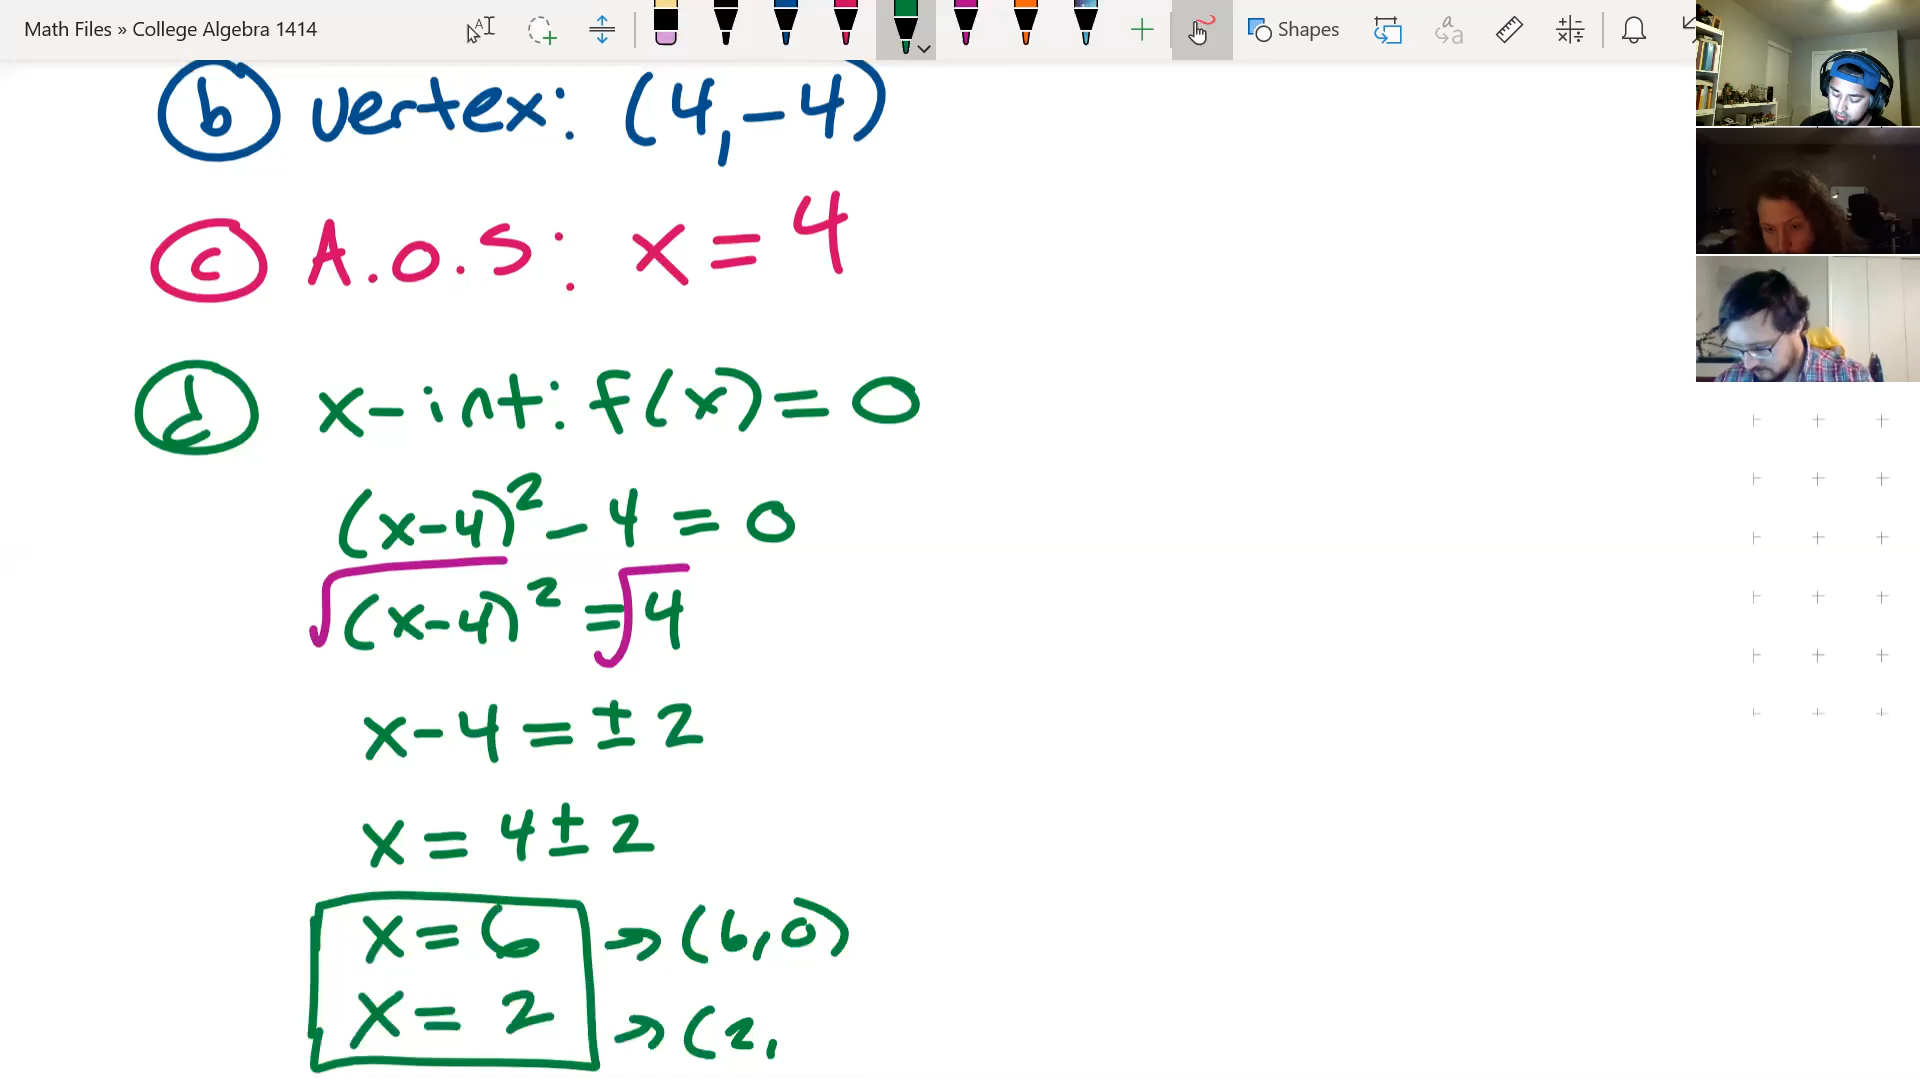 Math Files » College Algebra 1414
Shapes
b vertex: (4,-4)
c A.o.S: x = 4
d x-int: f(x) = 0
(x-4)² - 4 = 0
√(x-4)² = √4
x-4 = ± 2
x = 4 ± 2
x = 6 → (6,0)
x = 2 → (2,